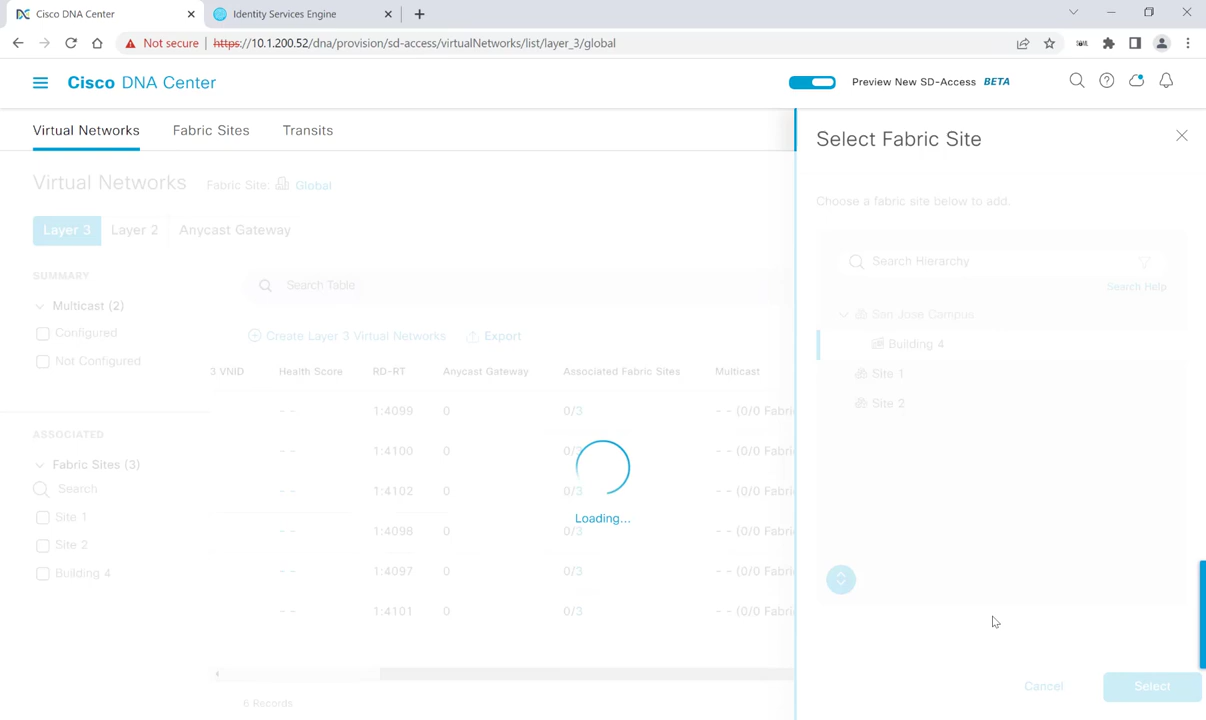 Cisco DNA Center
Identity Services Engine
Not secure
https://10.1.200.52/dna/provision/sd-access/virtualNetworks/list/layer_3/global
Cisco DNA Center
Preview New SD-Access BETA
Virtual Networks
Fabric Sites
Transits
Select Fabric Site
Virtual Networks
Fabric Site: Global
Choose a fabric site below to add.
Layer 3
Layer 2
Anycast Gateway
Search Hierarchy
Search Help
SUMMARY
Multicast (2)
Configured
Not Configured
Search Table
Create Layer 3 Virtual Networks
Export
San Jose Campus
Building 4
Site 1
Site 2
3 VNID Health Score RD-RT Anycast Gateway Associated Fabric Sites Multicast
- - 1:4099 0 0/3 - - (0/0 Fabri
- - 1:4100 0 0/3 - - (0/0 Fabri
- - 1:4102 0 0/3 - - (0/0 Fabri
- - 1:4098 0 0/3 - - (0/0 Fabri
- - 1:4097 0 0/3 - - (0/0 Fabri
- - 1:4101 0 0/3 - - (0/0 Fabri
ASSOCIATED
Fabric Sites (3)
Search
Site 1
Site 2
Building 4
Loading...
6 Records
Cancel
Select